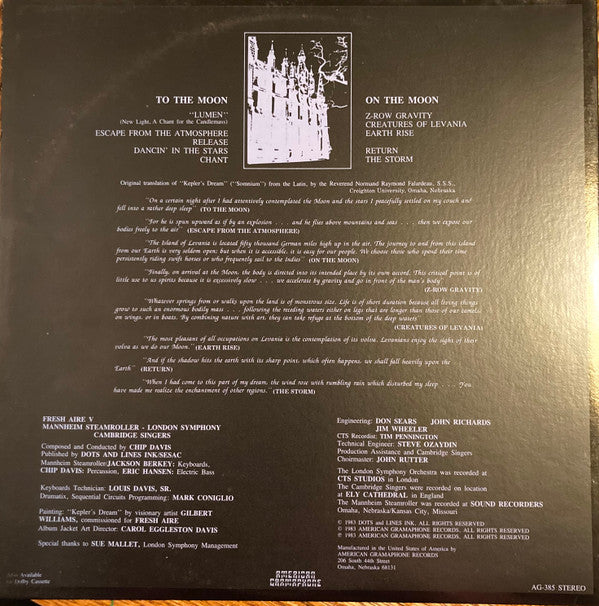 TO THE MOON
"LUMEN"
(New Light, A Chant for the Candlemass)
ESCAPE FROM THE ATMOSPHERE
RELEASE
DANCIN' IN THE STARS
CHANT
ON THE MOON
Z-ROW GRAVITY
CREATURES OF LEVANIA
EARTH RISE
RETURN
THE STORM
Original translation of "Kepler's Dream" ("Somnium") from the Latin, by the Reverend Normand Raymond Falardeau, S.S.S.,
Creighton University, Omaha, Nebraska
"On a certain night after I had attentively contemplated the Moon and the stars I peacefully settled on my couch and
fell into a rather deep sleep" (TO THE MOON)
"For he is spun upward as if by an explosion . . . and he flies above mountains and seas . . . then we expose our
bodies freely to the air" (ESCAPE FROM THE ATMOSPHERE)
"The Island of Levania is located fifty thousand German miles high up in the air. The journey to and from this island
from our Earth is very seldom open; but when it is accessible, it is easy for our people. We choose those who spend their time
persistently riding swift horses or who frequently sail to the Indies" (ON THE MOON)
"Finally, on arrival at the Moon, the body is directed into its intended place by its own accord. This critical point is of
little use to us spirits because it is excessively slow . . . we accelerate by gravity and go in front of the man's body"
(Z-ROW GRAVITY)
"Whatever springs from or walks upon the land is of monstrous size. Life is of short duration because all living things
grow to such an enormous bodily mass . . . following the receding waters either on legs that are longer than those of our camels,
on wings, or in boats. By combining nature with art, they can take refuge at the bottom of the deep waters"
(CREATURES OF LEVANIA)
"The most pleasant of all occupations on Levania is the contemplation of its volva. Levanians enjoy the sight of their
volva as we do our Moon." (EARTH RISE)
"And if the shadow hits the earth with its sharp point, which often happens, we shall fall heavily upon the
Earth" (RETURN)
"When I had come to this part of my dream, the wind rose with rumbling rain which disturbed my sleep . . . . You
have made me realize the enchantment of other regions." (THE STORM)
FRESH AIRE V
MANNHEIM STEAMROLLER - LONDON SYMPHONY
CAMBRIDGE SINGERS
Composed and Conducted by CHIP DAVIS
Published by DOTS AND LINES INK/SESAC
Mannheim Steamroller:JACKSON BERKEY: Keyboards,
CHIP DAVIS: Percussion, ERIC HANSEN: Electric Bass
Keyboards Technician: LOUIS DAVIS, SR.
Drumatix, Sequential Circuits Programming: MARK CONIGLIO
Painting: "Kepler's Dream" by visionary artist GILBERT
WILLIAMS, commissioned for FRESH AIRE
Album Jacket Art Director: CAROL EGGLESTON DAVIS
Special thanks to SUE MALLET, London Symphony Management
Engineering: DON SEARS JOHN RICHARDS
JIM WHEELER
CTS Recordist: TIM PENNINGTON
Technical Engineer: STEVE OZAYDIN
Production Assistance and Cambridge Singers
Choirmaster: JOHN RUTTER
The London Symphony Orchestra was recorded at
CTS STUDIOS in London
The Cambridge Singers were recorded on location
at ELY CATHEDRAL in England
The Mannheim Steamroller was recorded at SOUND RECORDERS
Omaha, Nebraska/Kansas City, Missouri
© 1983 DOTS and LINES INK, ALL RIGHTS RESERVED
© 1983 AMERICAN GRAMAPHONE RECORDS, ALL RIGHTS RESERVED
℗ 1983 AMERICAN GRAMAPHONE RECORDS, ALL RIGHTS RESERVED
Manufactured in the United States of America by
AMERICAN GRAMAPHONE RECORDS
206 South 44th Street
Omaha, Nebraska 68131
Also Available
on Dolby Cassette
AMERICAN
GRAMAPHONE
AG-385 STEREO